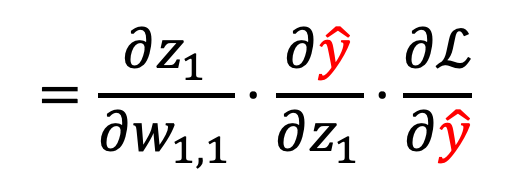 = ∂z₁/∂w₁,₁ · ∂ŷ/∂z₁ · ∂ℒ/∂ŷ